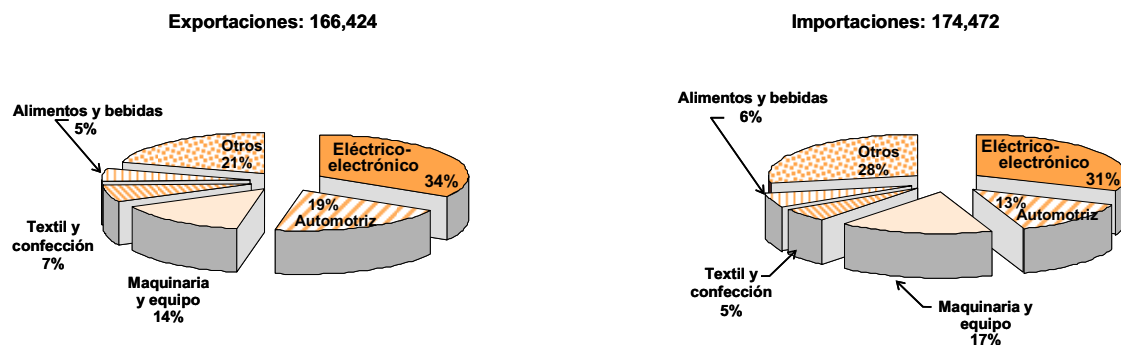 Exportaciones: 166,424
Alimentos y bebidas
5%
Otros
21%
Eléctrico-
electrónico
34%
19%
Automotriz
Textil y
confección
7%
Maquinaria
y equipo
14%
Importaciones: 174,472
Alimentos y bebidas
6%
Otros
28%
Eléctrico-
electrónico
31%
13%
Automotriz
Textil y
confección
5%
Maquinaria y
equipo
17%